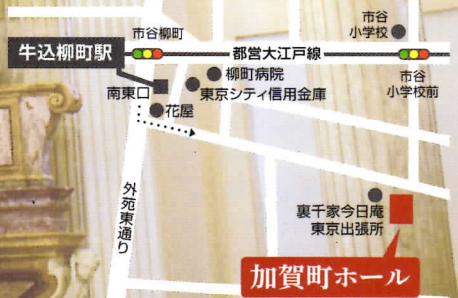 市谷
小学校
市谷柳町
牛込柳町駅
都営大江戸線
柳町病院
市谷
小学校前
南東口
東京シティ信用金庫
花屋
外苑東通り
裏千家今日庵
東京出張所
加賀町ホール